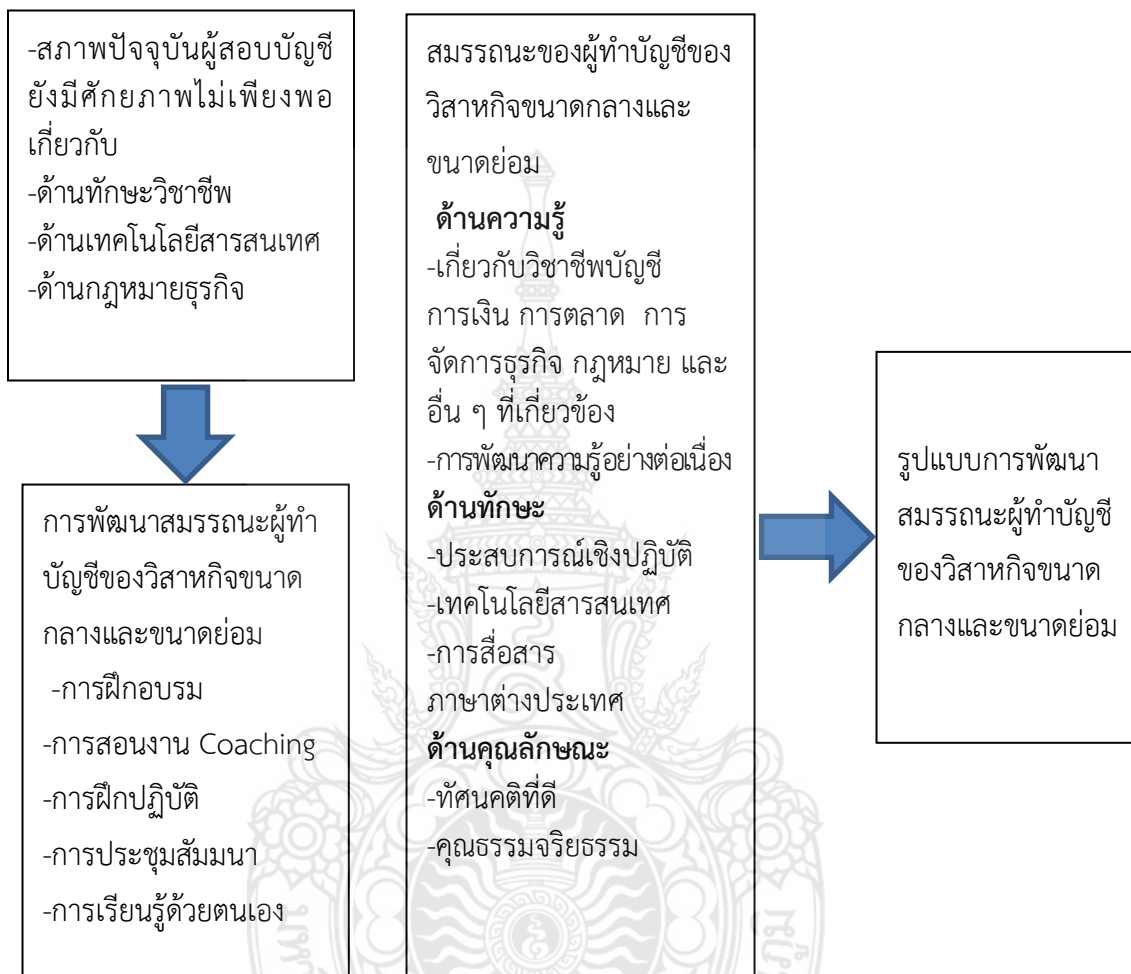 -สภาพปัจจุบันผู้สอบบัญชี
ยังมีศักยภาพไม่เพียงพอ
เกี่ยวกับ
-ด้านทักษะวิชาชีพ
-ด้านเทคโนโลยีสารสนเทศ
-ด้านกฎหมายธุรกิจ
การพัฒนาสมรรถนะผู้ทำ
บัญชีของวิสาหกิจขนาด
กลางและขนาดย่อม
-การฝึกอบรม
-การสอนงาน Coaching
-การฝึกปฏิบัติ
-การประชุมสัมมนา
-การเรียนรู้ด้วยตนเอง
สมรรถนะของผู้ทำบัญชีของ
วิสาหกิจขนาดกลางและ
ขนาดย่อม
ด้านความรู้
-เกี่ยวกับวิชาชีพบัญชี
การเงิน การตลาด การ
จัดการธุรกิจ กฎหมาย และ
อื่น ๆ ที่เกี่ยวข้อง
-การพัฒนาความรู้อย่างต่อเนื่อง
ด้านทักษะ
-ประสบการณ์เชิงปฏิบัติ
-เทคโนโลยีสารสนเทศ
-การสื่อสาร
ภาษาต่างประเทศ
ด้านคุณลักษณะ
-ทัศนคติที่ดี
-คุณธรรมจริยธรรม
รูปแบบการพัฒนา
สมรรถนะผู้ทำบัญชี
ของวิสาหกิจขนาด
กลางและขนาดย่อม